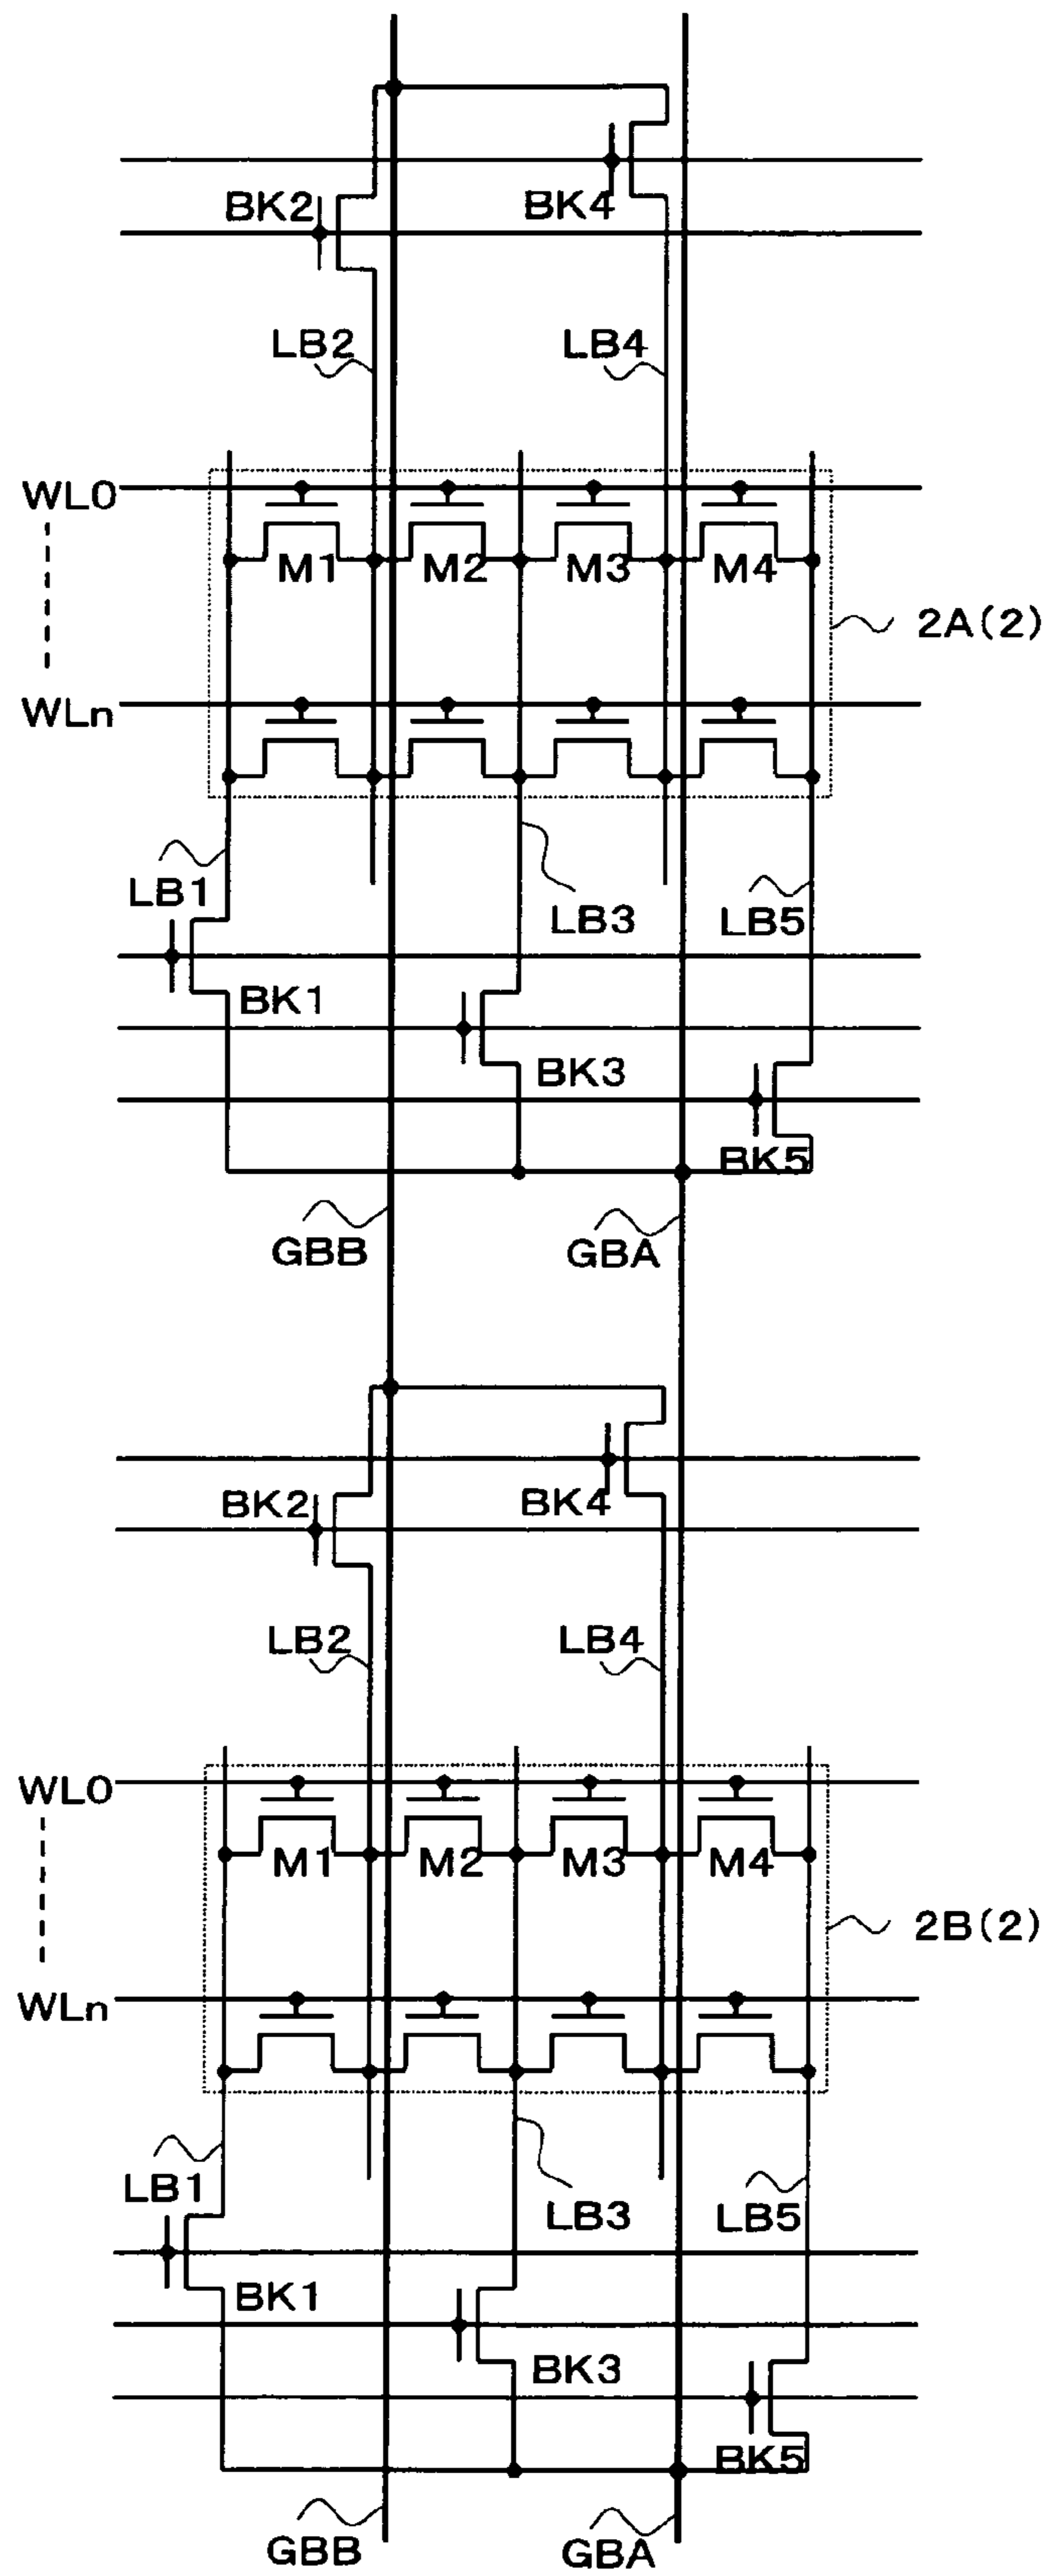 BK2 BK4
LB2 LB4
WL0
M1 M2 M3 M4
2A(2)
WLn
LB1 LB3 LB5
BK1
BK3
BK5
GBB GBA
BK2 BK4
LB2 LB4
WL0
M1 M2 M3 M4
2B(2)
WLn
LB1 LB3 LB5
BK1
BK3
BK5
GBB GBA